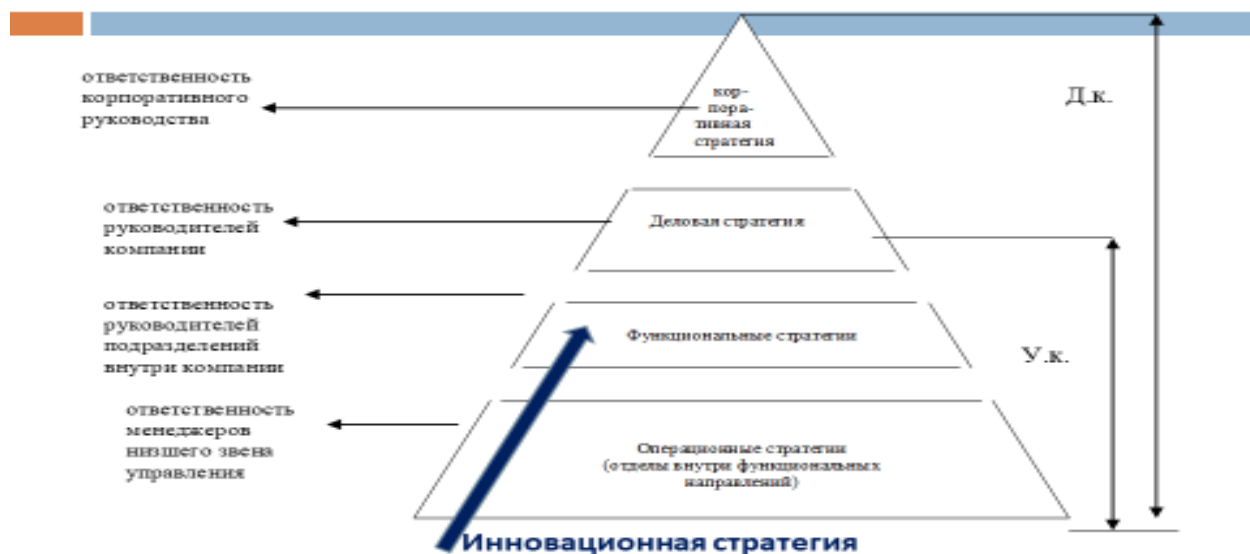 ответственность
корпоративного
руководства
кор-
пора-
тивная
стратегия
Д.к.
ответственность
руководителей
компании
Деловая стратегия
ответственность
руководителей
подразделений
внутри компании
Функциональные стратегии
У.к.
ответственность
менеджеров
низшего звена
управления
Операционные стратегии
(отделы внутри функциональных
направлений)
Инновационная стратегия